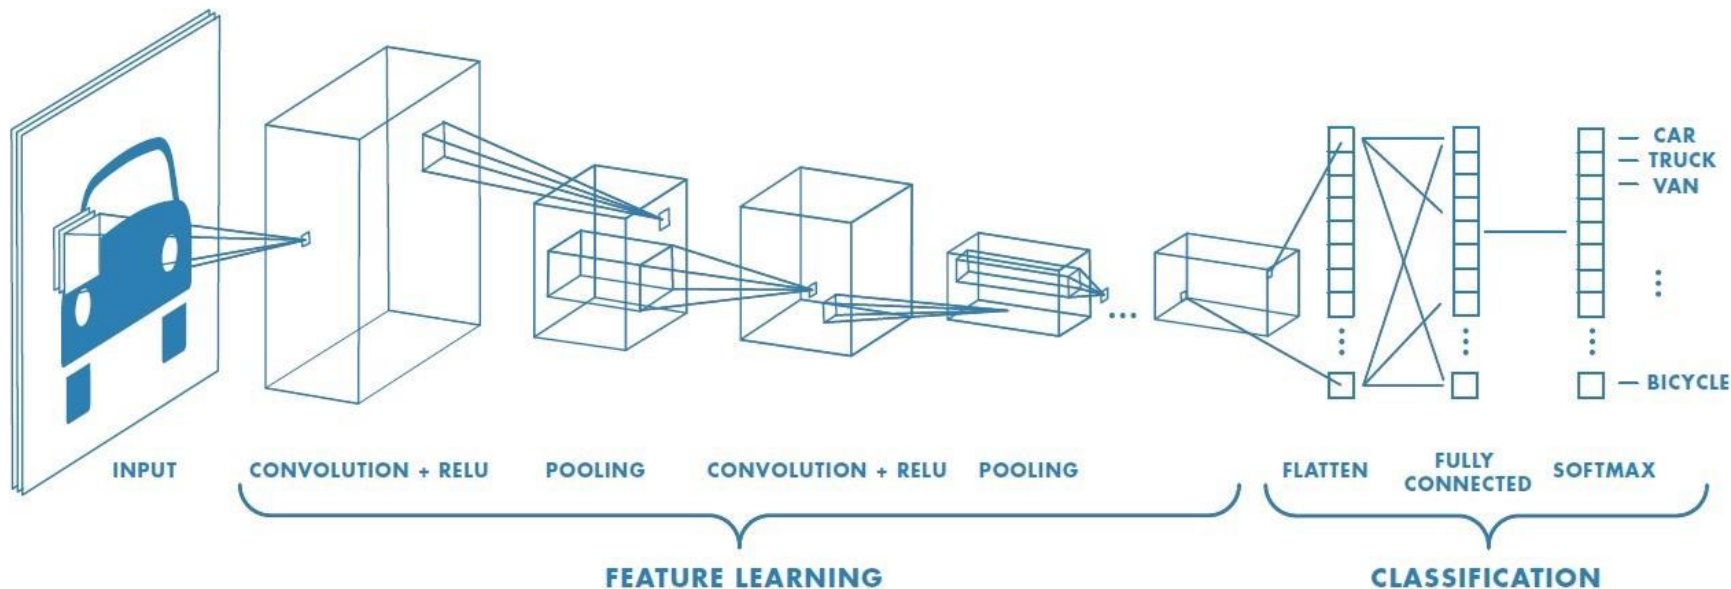 CAR
TRUCK
VAN
BICYCLE
INPUT
CONVOLUTION + RELU
POOLING
CONVOLUTION + RELU
POOLING
FLATTEN
FULLY
CONNECTED
SOFTMAX
FEATURE LEARNING
CLASSIFICATION